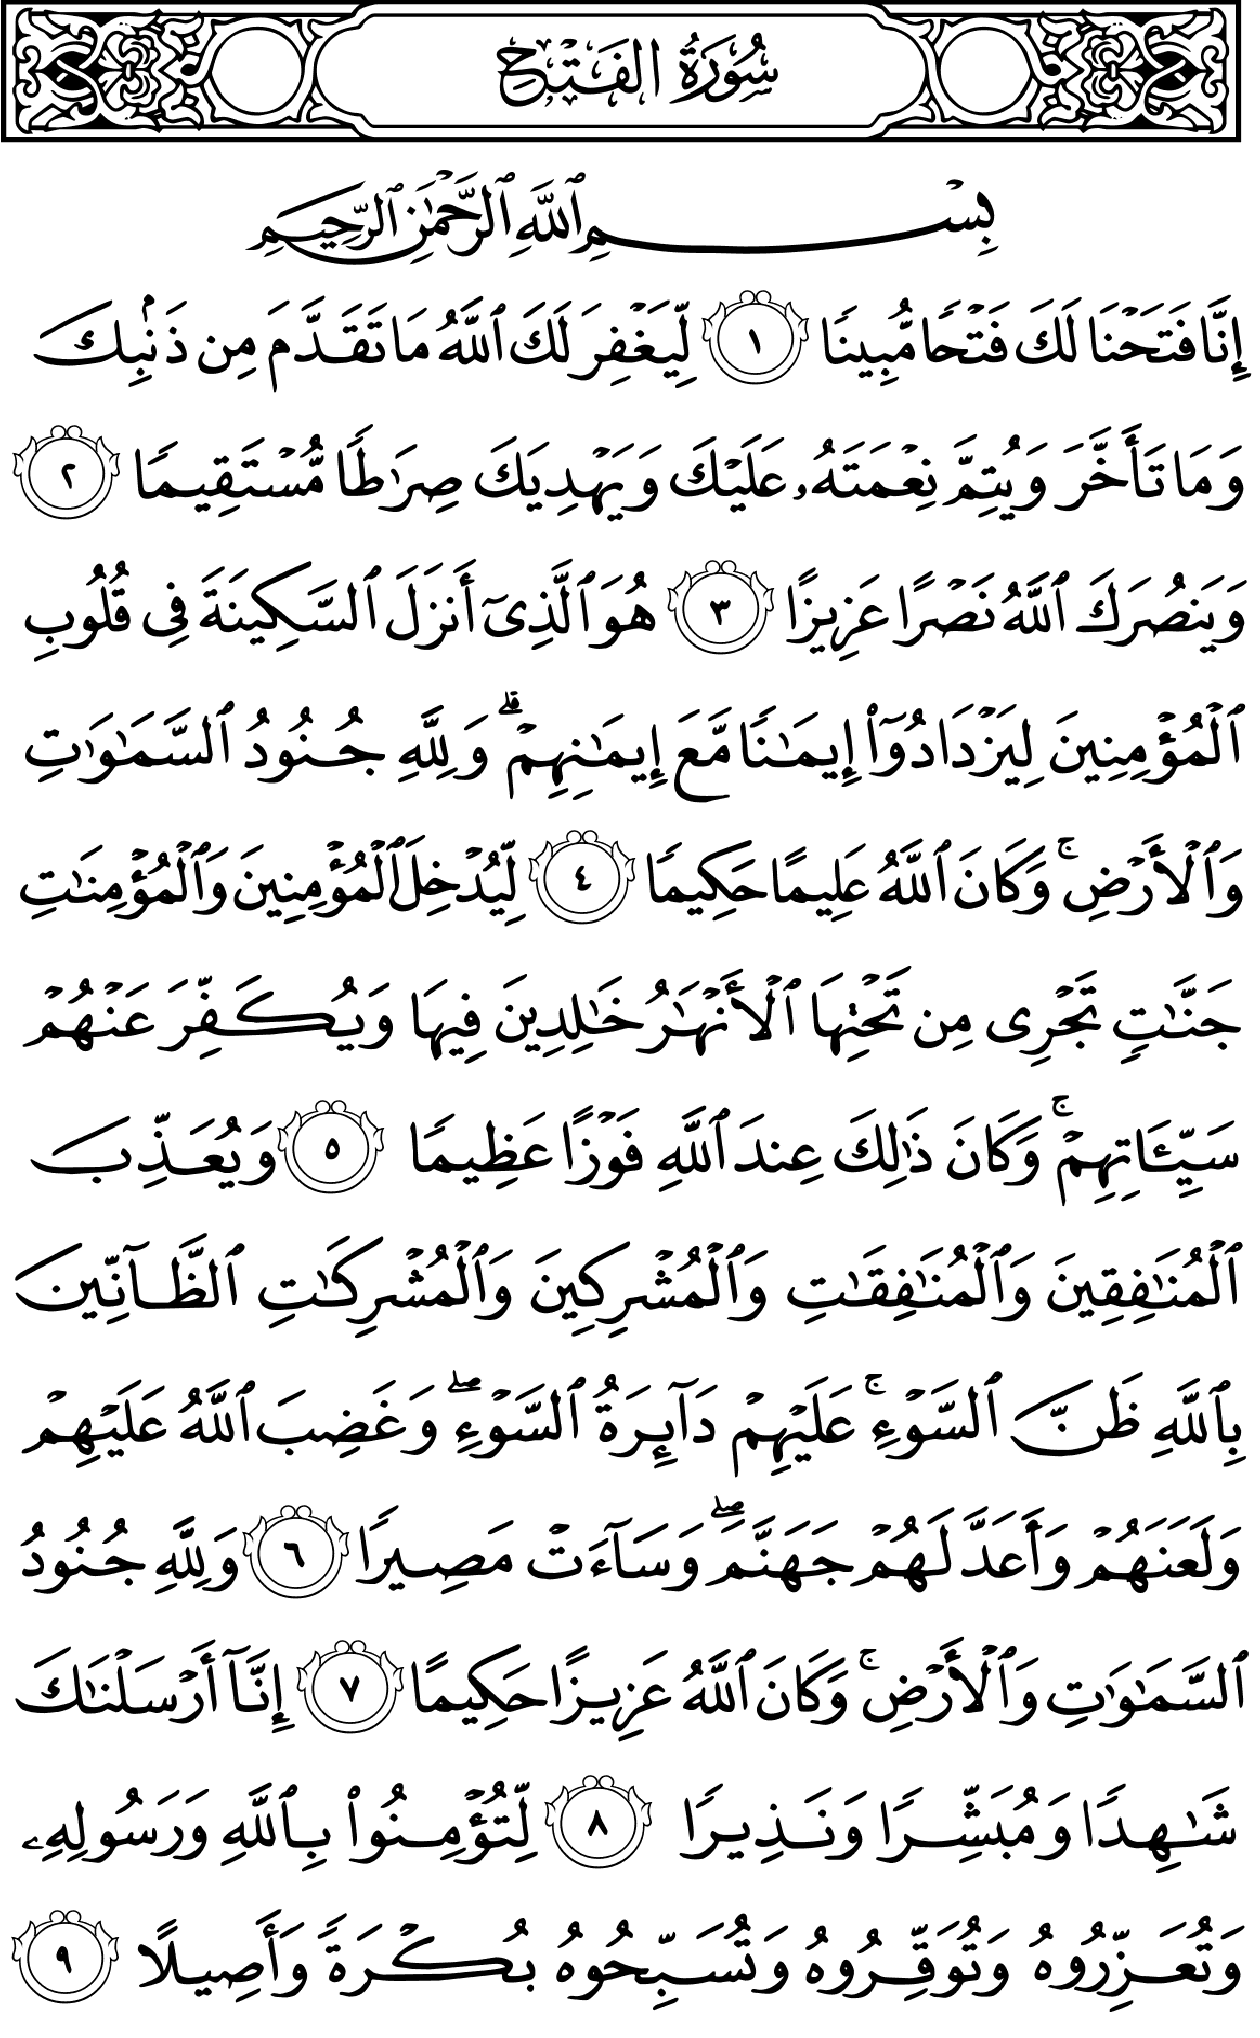 سُورَةُ الفَتْحِ
بِسْمِ ٱللَّهِ ٱلرَّحْمَٰنِ ٱلرَّحِيمِ
إِنَّا فَتَحْنَا لَكَ فَتْحًا مُّبِينًا ١ لِّيَغْفِرَ لَكَ ٱللَّهُ مَا تَقَدَّمَ مِن ذَنۢبِكَ
وَمَا تَأَخَّرَ وَيُتِمَّ نِعْمَتَهُۥ عَلَيْكَ وَيَهْدِيَكَ صِرَٰطًا مُّسْتَقِيمًا ٢
وَيَنصُرَكَ ٱللَّهُ نَصْرًا عَزِيزًا ٣ هُوَ ٱلَّذِىٓ أَنزَلَ ٱلسَّكِينَةَ فِى قُلُوبِ
ٱلْمُؤْمِنِينَ لِيَزْدَادُوٓا۟ إِيمَٰنًا مَّعَ إِيمَٰنِهِمْ ۗ وَلِلَّهِ جُنُودُ ٱلسَّمَٰوَٰتِ
وَٱلْأَرْضِ ۚ وَكَانَ ٱللَّهُ عَلِيمًا حَكِيمًا ٤ لِّيُدْخِلَ ٱلْمُؤْمِنِينَ وَٱلْمُؤْمِنَٰتِ
جَنَّٰتٍ تَجْرِى مِن تَحْتِهَا ٱلْأَنْهَٰرُ خَٰلِدِينَ فِيهَا وَيُكَفِّرَ عَنْهُمْ
سَيِّـَٔاتِهِمْ ۚ وَكَانَ ذَٰلِكَ عِندَ ٱللَّهِ فَوْزًا عَظِيمًا ٥ وَيُعَذِّبَ
ٱلْمُنَٰفِقِينَ وَٱلْمُنَٰفِقَٰتِ وَٱلْمُشْرِكِينَ وَٱلْمُشْرِكَٰتِ ٱلظَّآنِّينَ
بِٱللَّهِ ظَنَّ ٱلسَّوْءِ ۚ عَلَيْهِمْ دَآئِرَةُ ٱلسَّوْءِ ۖ وَغَضِبَ ٱللَّهُ عَلَيْهِمْ
وَلَعَنَهُمْ وَأَعَدَّ لَهُمْ جَهَنَّمَ ۖ وَسَآءَتْ مَصِيرًا ٦ وَلِلَّهِ جُنُودُ
ٱلسَّمَٰوَٰتِ وَٱلْأَرْضِ ۚ وَكَانَ ٱللَّهُ عَزِيزًا حَكِيمًا ٧ إِنَّآ أَرْسَلْنَٰكَ
شَٰهِدًا وَمُبَشِّرًا وَنَذِيرًا ٨ لِّتُؤْمِنُوا۟ بِٱللَّهِ وَرَسُولِهِۦ
وَتُعَزِّرُوهُ وَتُوَقِّرُوهُ وَتُسَبِّحُوهُ بُكْرَةً وَأَصِيلًا ٩